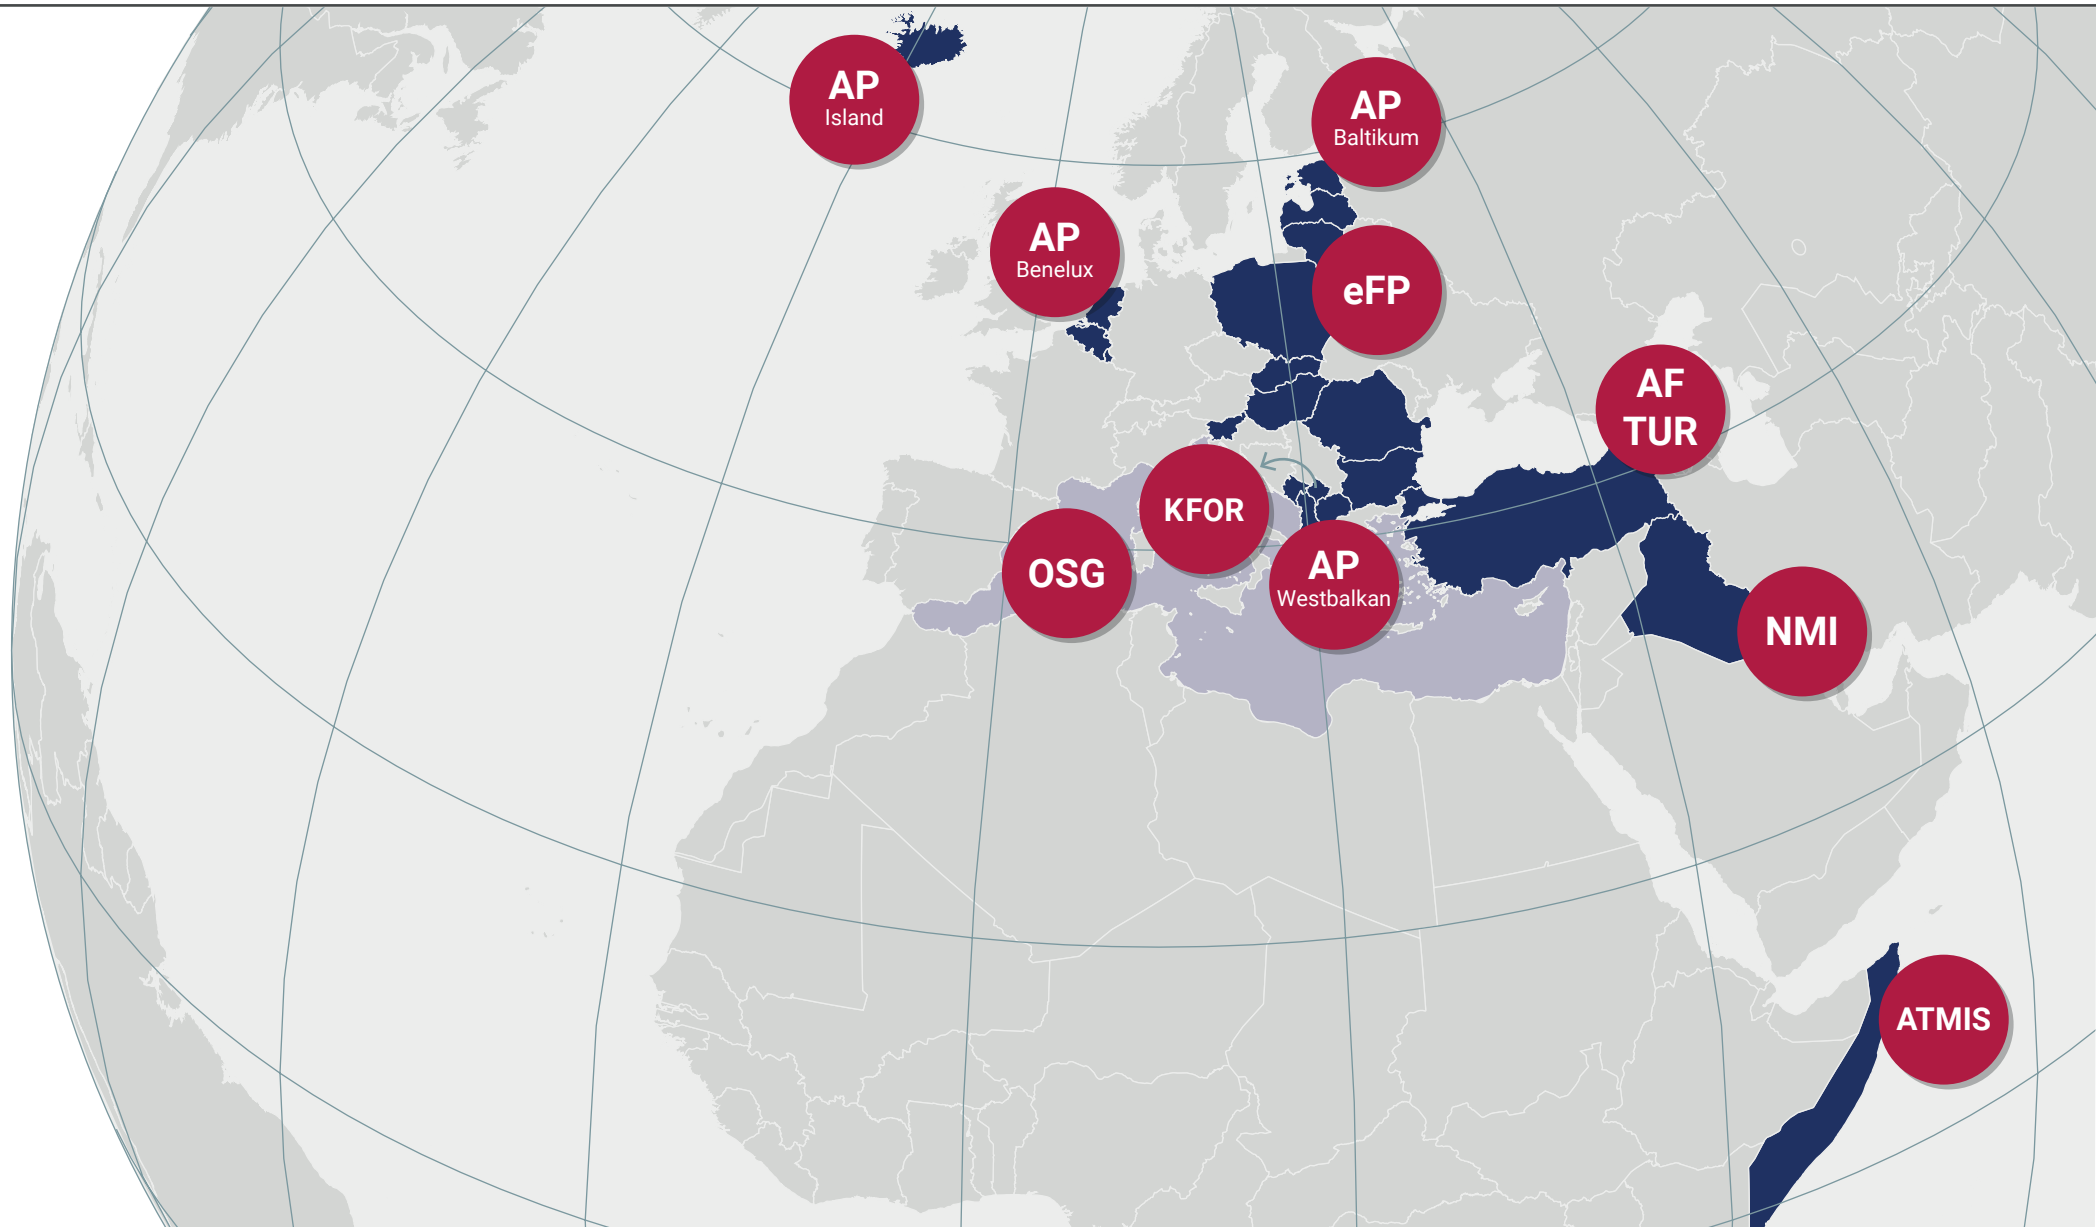 AP
Island
AP
Baltikum
AP
Benelux
eFP
AF
TUR
KFOR
OSG
AP
Westbalkan
NMI
ATMIS